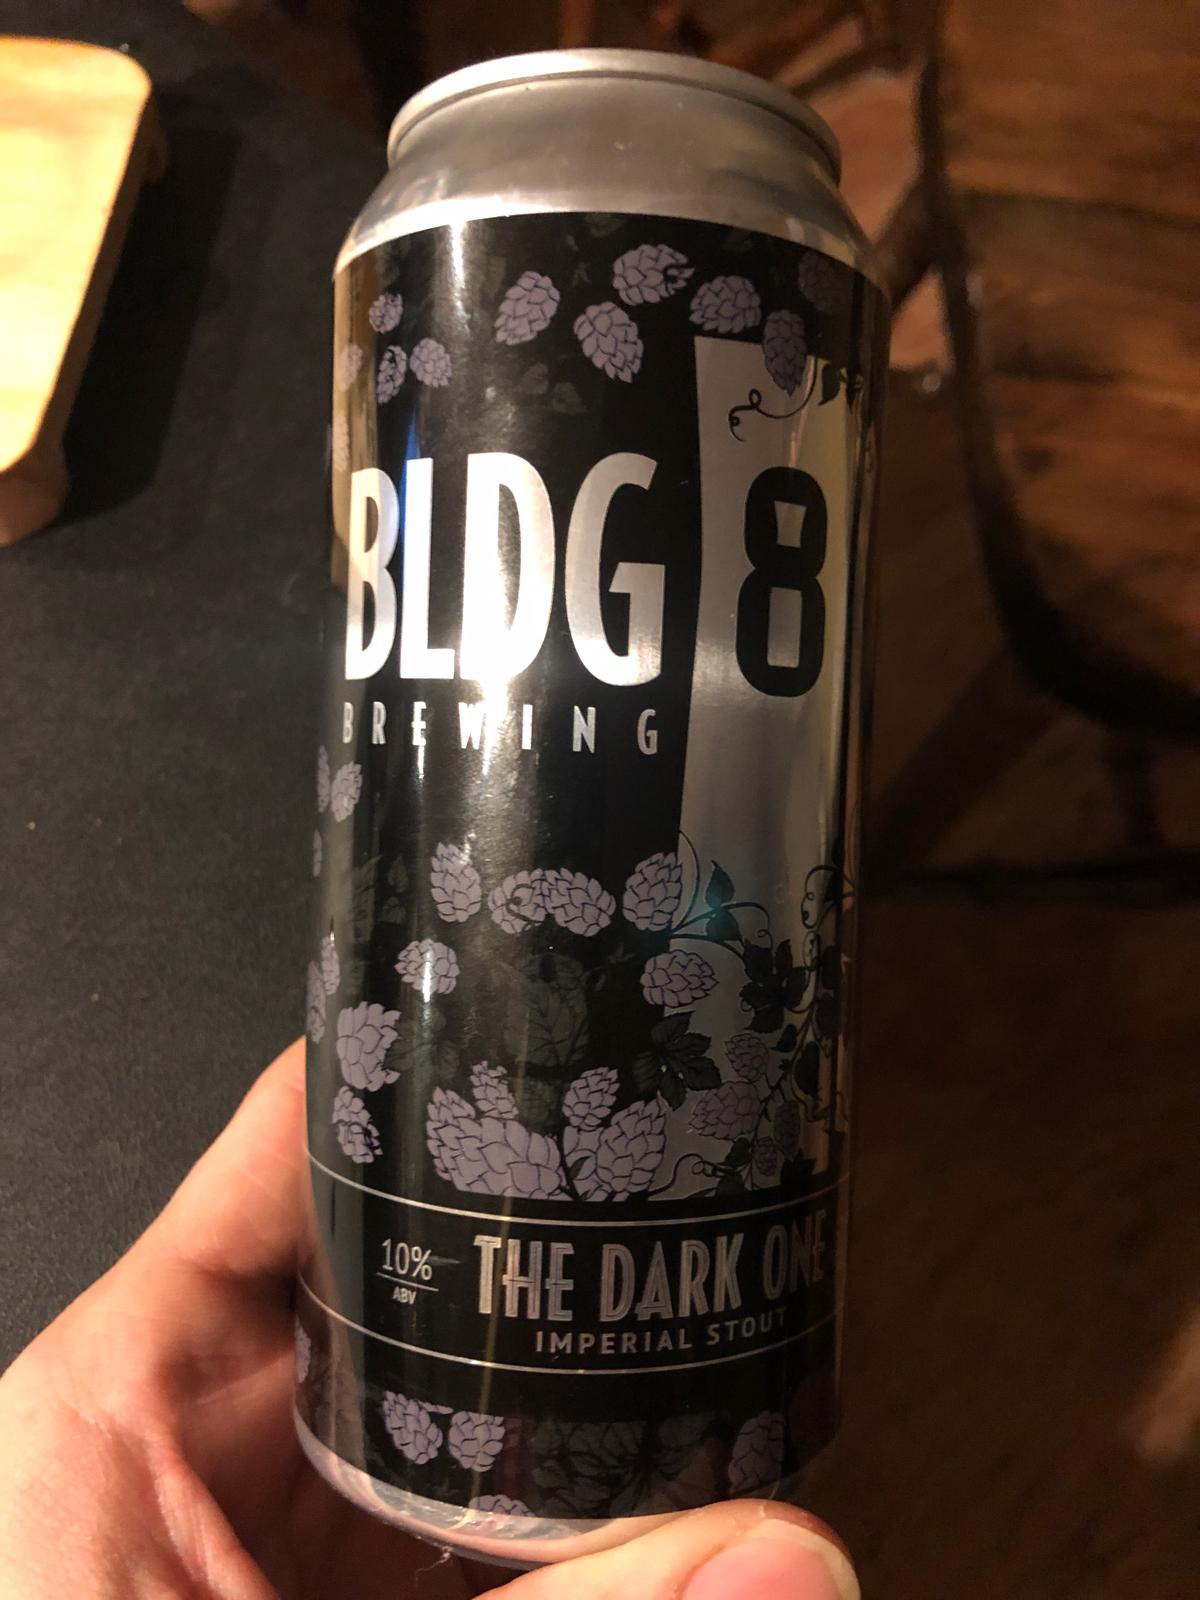 BLDG 8
BREWING
10%
ABV
THE DARK ONE
IMPERIAL STOUT